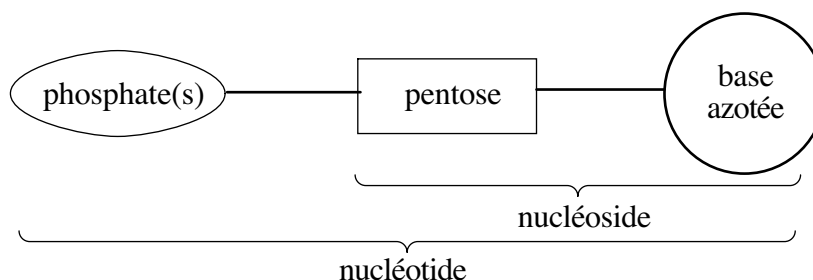 phosphate(s)
pentose
base
azotée
nucléoside
nucléotide